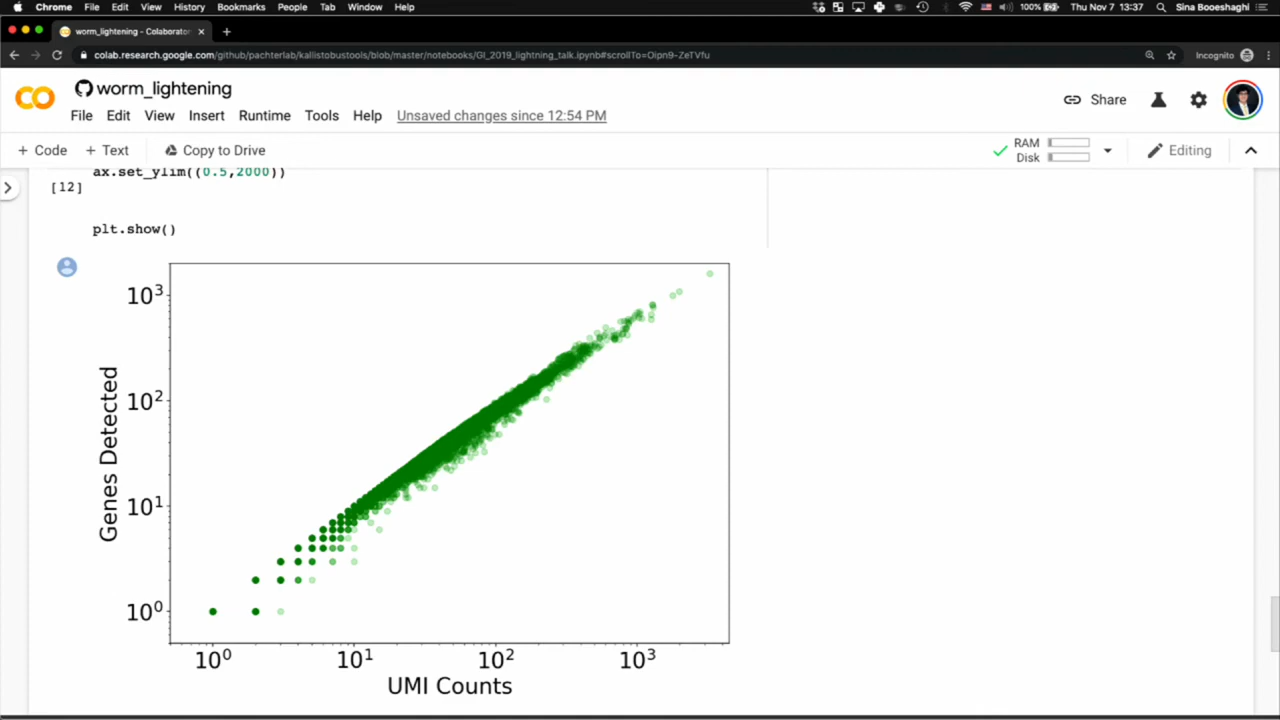 Chrome File Edit View History Bookmarks People Tab Window Help 100% Thu Nov 7 13:37 Sina Booeshaghi
worm_lightening - Colaborator × +
colab.research.google.com/github/pachterlab/kallistobustools/blob/master/notebooks/GI_2019_lightning_talk.ipynb#scrollTo=Oipn9-ZeTVfu Incognito
CO worm_lightening Share
File Edit View Insert Runtime Tools Help Unsaved changes since 12:54 PM
+ Code + Text Copy to Drive RAM Disk Editing
ax.set_ylim((0.5,2000))
[12]
plt.show()
10³
10²
10¹
10⁰
Genes Detected
10⁰ 10¹ 10² 10³
UMI Counts